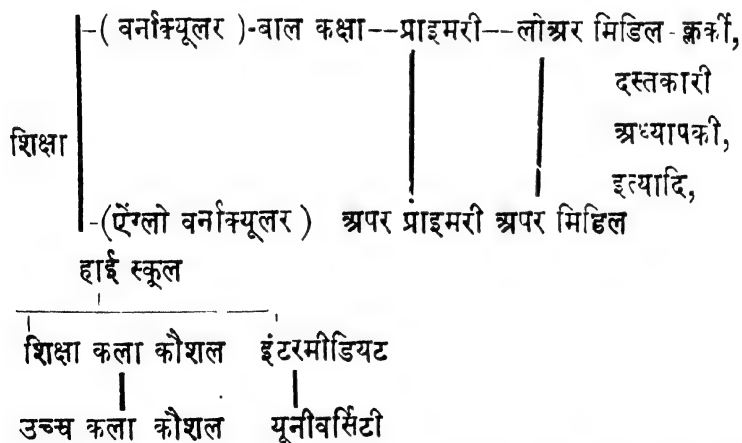 -( वर्नाक्यूलर )-बाल कक्षा--प्राइमरी--लोअर मिडिल-क्लर्की,
दस्तकारी
शिक्षा
अध्यापकी,
इत्यादि,
-(ऐंग्लो वर्नाक्यूलर ) अपर प्राइमरी अपर मिडिल
हाई स्कूल
शिक्षा कला कौशल इंटरमीडियट
उच्च कला कौशल यूनीवर्सिटी